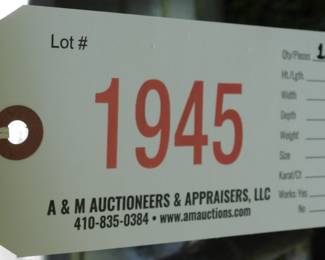 Lot #
1945
A & M AUCTIONEERS & APPRAISERS, LLC
410-835-0384 • www.amauctions.com
Qty/Pieces 1
Ht./Lgth
Width
Depth
Weight
Size
Karat/Ct
Works: Yes
No